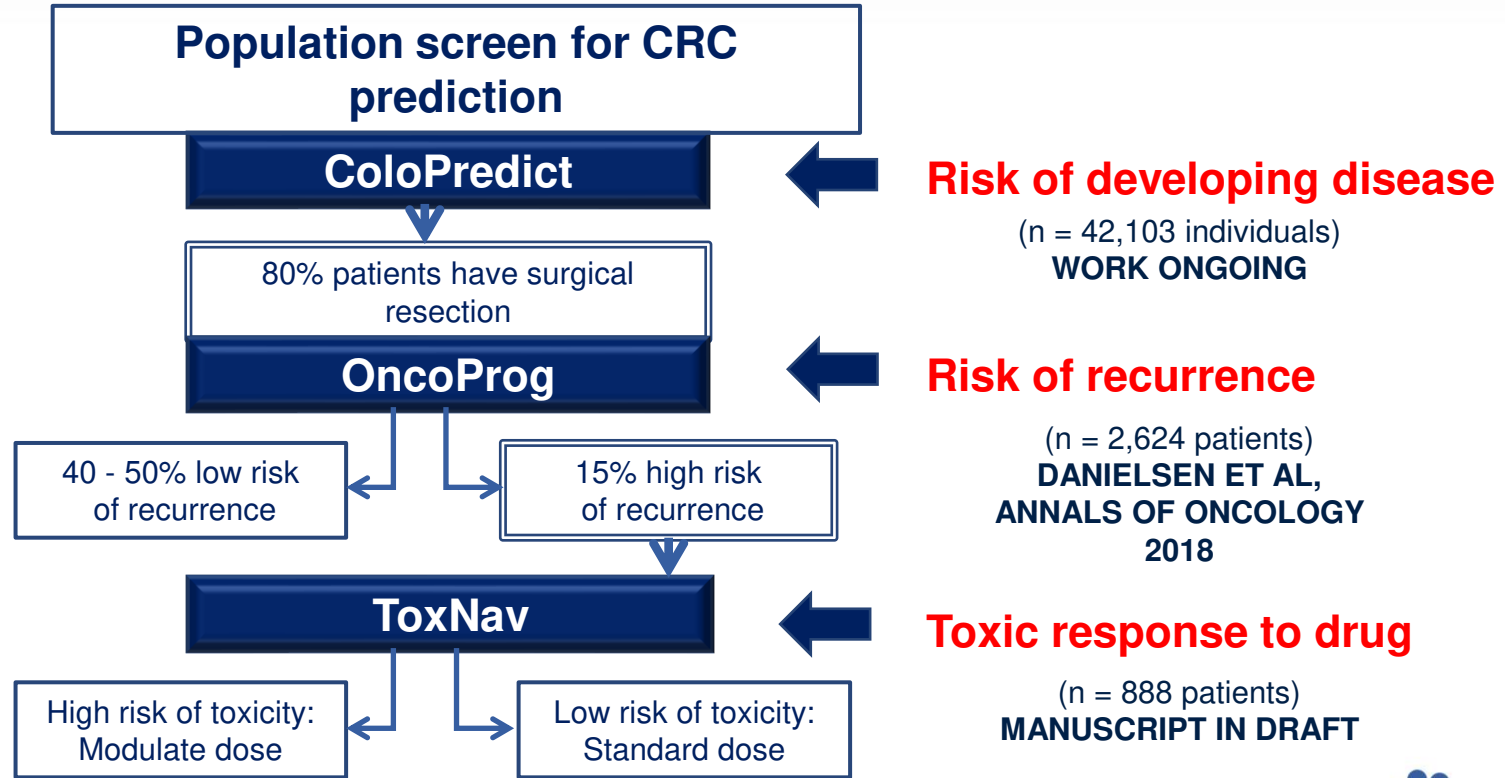 Population screen for CRC
prediction
ColoPredict
Risk of developing disease
(n = 42,103 individuals)
WORK ONGOING
80% patients have surgical
resection
OncoProg
Risk of recurrence
(n = 2,624 patients)
DANIELSEN ET AL,
ANNALS OF ONCOLOGY
2018
40 - 50% low risk
of recurrence
15% high risk
of recurrence
ToxNav
Toxic response to drug
(n = 888 patients)
MANUSCRIPT IN DRAFT
High risk of toxicity:
Modulate dose
Low risk of toxicity:
Standard dose